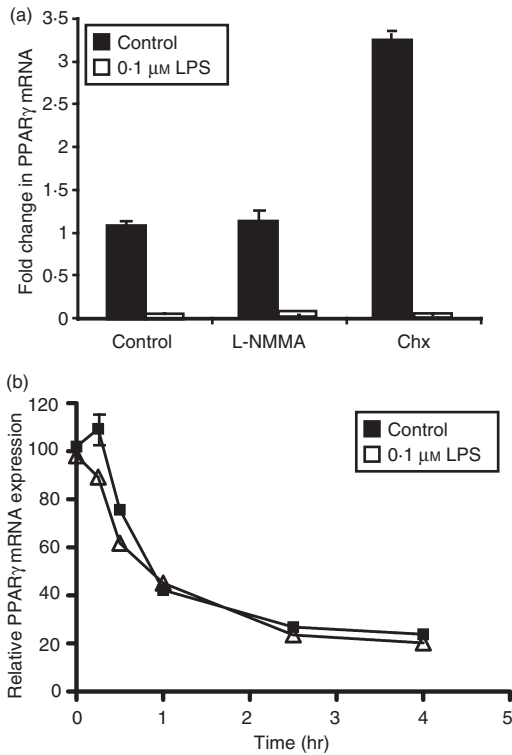 (a)
Fold change in PPARγ mRNA
3·5
3
2·5
2
1·5
1
0·5
0
Control
0·1 μM LPS
Control
L-NMMA
Chx
(b)
Relative PPARγ mRNA expression
120
100
80
60
40
20
0
Control
0·1 μM LPS
0
1
2
3
4
5
Time (hr)